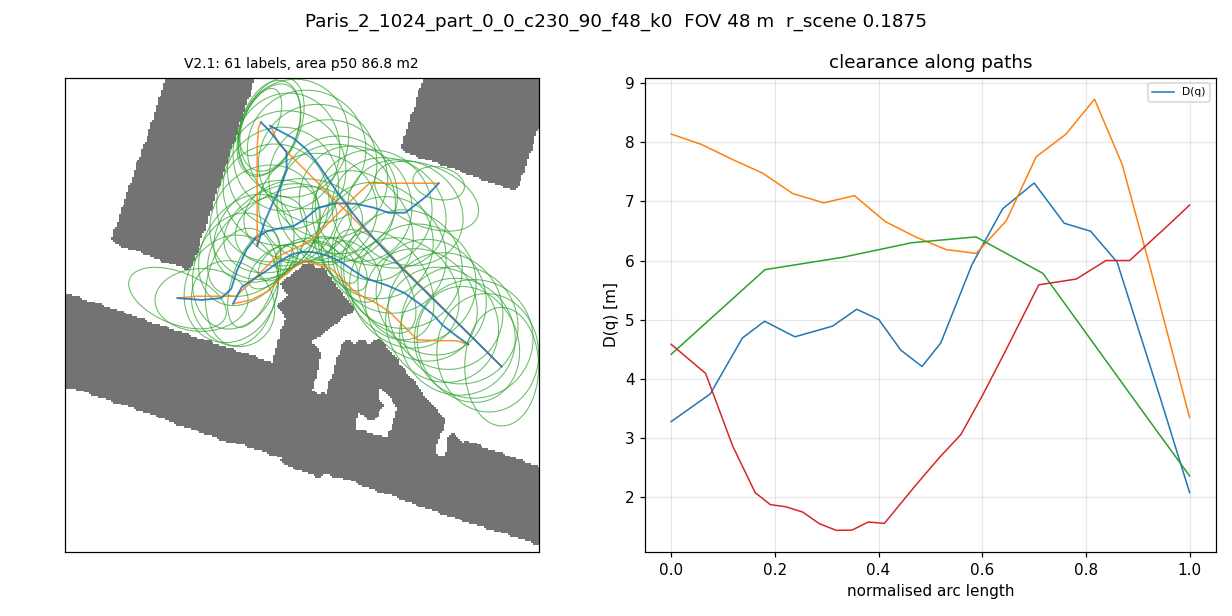 Paris_2_1024_part_0_0_c230_90_f48_k0  FOV 48 m  r_scene 0.1875
V2.1: 61 labels, area p50 86.8 m2
clearance along paths
D(q)
D(q) [m]
9
8
7
6
5
4
3
2
0.0 0.2 0.4 0.6 0.8 1.0
normalised arc length